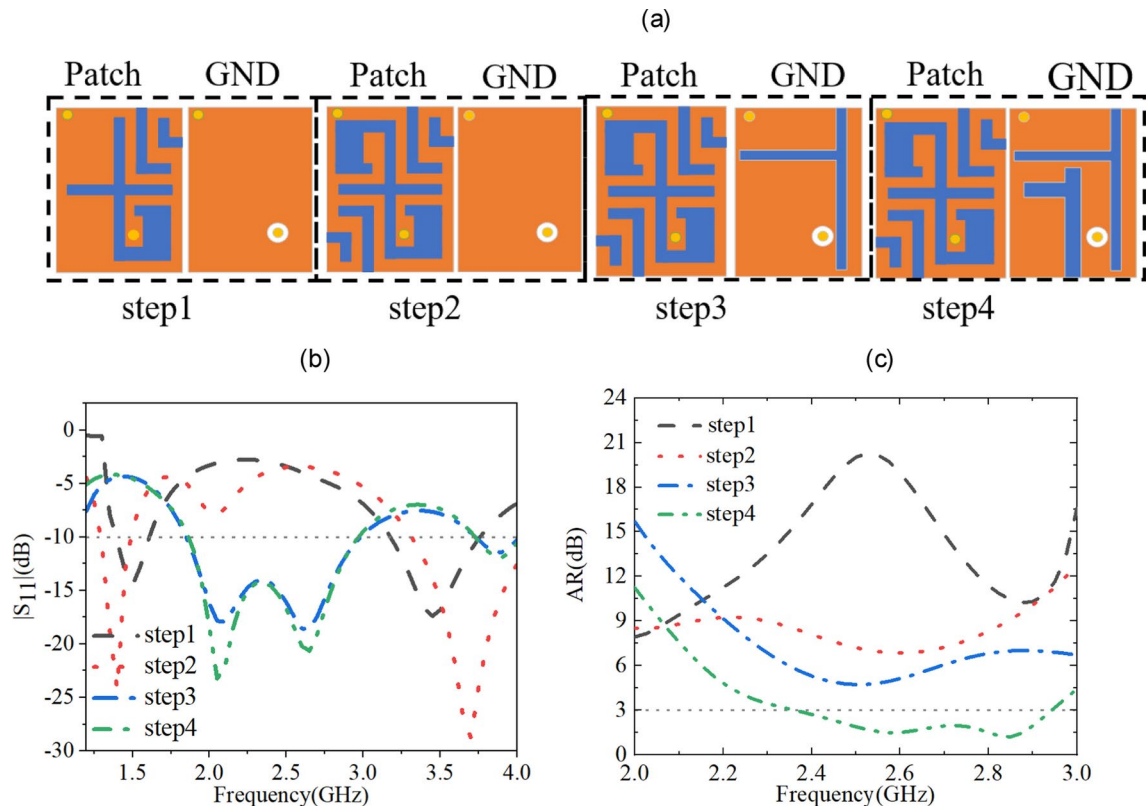 (a)
Patch GND Patch GND Patch GND Patch GND
step1 step2 step3 step4
(b)
0
-5
-10
-15
-20
-25
-30
|S11|(dB)
step1
step2
step3
step4
1.5 2.0 2.5 3.0 3.5 4.0
Frequency(GHz)
(c)
24
21
18
15
12
9
6
3
0
AR(dB)
step1
step2
step3
step4
2.0 2.2 2.4 2.6 2.8 3.0
Frequency(GHz)